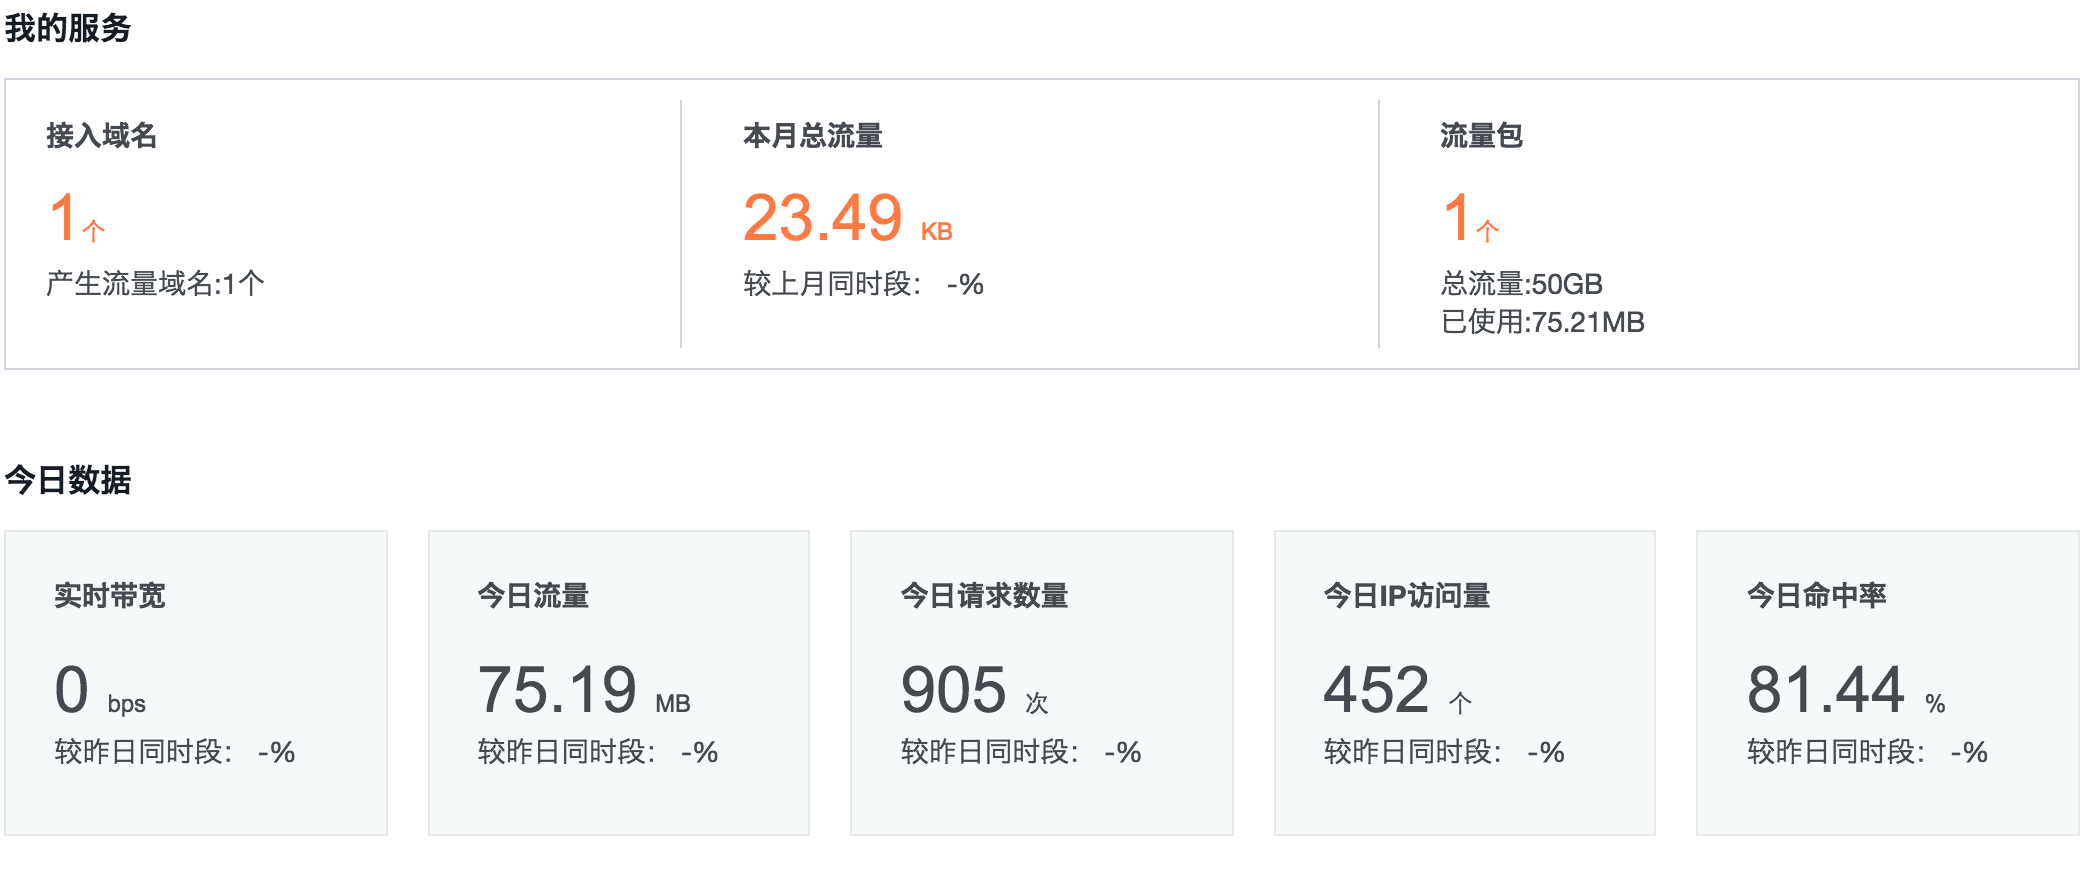 我的服务
接入域名
1个
产生流量域名:1个
本月总流量
23.49 KB
较上月同时段： -%
流量包
1个
总流量:50GB
已使用:75.21MB
今日数据
实时带宽
0 bps
较昨日同时段： -%
今日流量
75.19 MB
较昨日同时段： -%
今日请求数量
905 次
较昨日同时段： -%
今日IP访问量
452 个
较昨日同时段： -%
今日命中率
81.44 %
较昨日同时段： -%